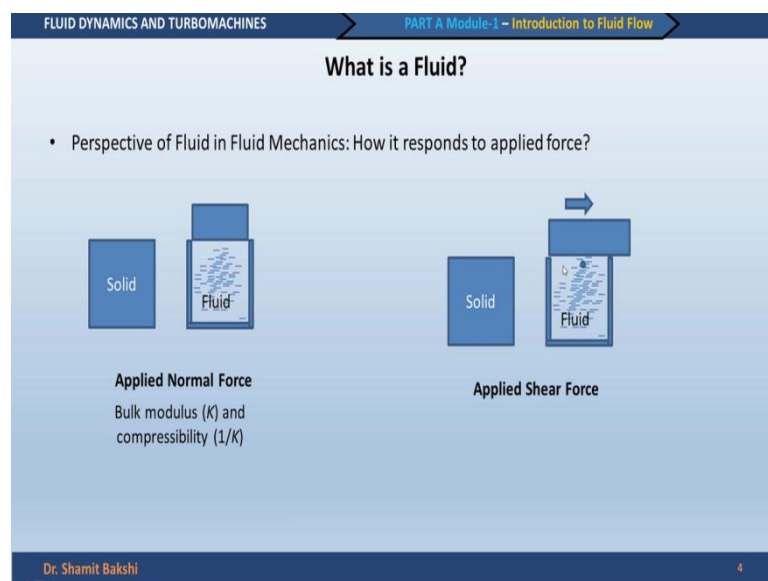 FLUID DYNAMICS AND TURBOMACHINES
PART A Module-1 – Introduction to Fluid Flow
What is a Fluid?
• Perspective of Fluid in Fluid Mechanics: How it responds to applied force?
Solid
Fluid
Solid
Fluid
Applied Normal Force
Bulk modulus (K) and
compressibility (1/K)
Applied Shear Force
Dr. Shamit Bakshi
4